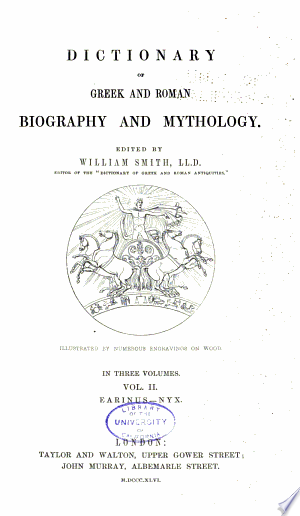 DICTIONARY
OF
GREEK AND ROMAN
BIOGRAPHY AND MYTHOLOGY.
EDITED BY
WILLIAM SMITH, LL.D.
EDITOR OF THE "DICTIONARY OF GREEK AND ROMAN ANTIQUITIES."
ILLUSTRATED BY NUMEROUS ENGRAVINGS ON WOOD
IN THREE VOLUMES.
VOL. II.
EARINUS—NYX.
LIBRARY
OF THE
UNIVERSITY
OF
CALIFORNIA
LONDON:
TAYLOR AND WALTON, UPPER GOWER STREET;
JOHN MURRAY, ALBEMARLE STREET.
M.DCCC.XLVI.